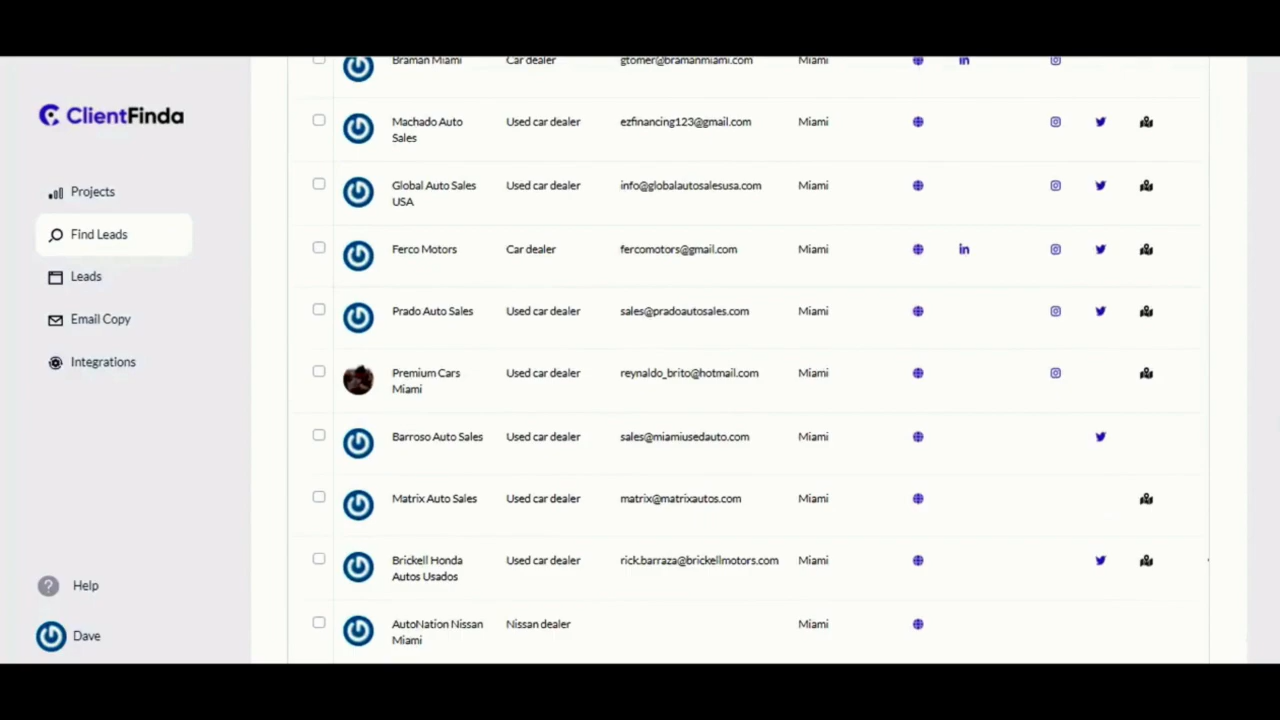 Braman Miami Car dealer gtomer@bramanmiami.com Miami
ClientFinda
Machado Auto Used car dealer ezfinancing123@gmail.com Miami
Sales
Projects
Global Auto Sales Used car dealer info@globalautosalesusa.com Miami
USA
Find Leads
Ferco Motors Car dealer fercomotors@gmail.com Miami
Leads
Prado Auto Sales Used car dealer sales@pradoautosales.com Miami
Email Copy
Integrations
Premium Cars Used car dealer reynaldo_brito@hotmail.com Miami
Miami
Barroso Auto Sales Used car dealer sales@miamiusedauto.com Miami
Matrix Auto Sales Used car dealer matrix@matrixautos.com Miami
Brickell Honda Used car dealer rick.barraza@brickellmotors.com Miami
Autos Usados
Help
AutoNation Nissan Nissan dealer Miami
Miami
Dave